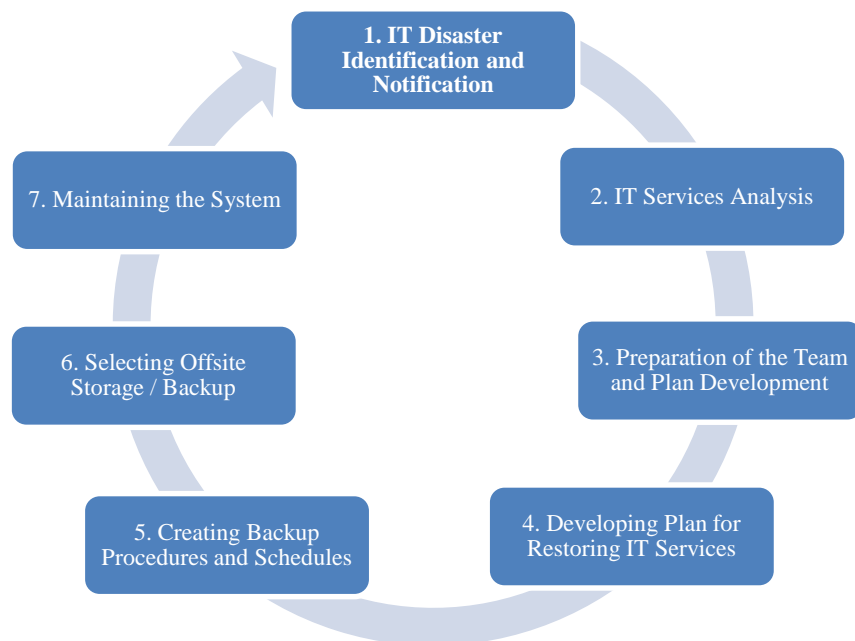 1. IT Disaster
Identification and
Notification
2. IT Services Analysis
3. Preparation of the Team
and Plan Development
4. Developing Plan for
Restoring IT Services
5. Creating Backup
Procedures and Schedules
6. Selecting Offsite
Storage / Backup
7. Maintaining the System